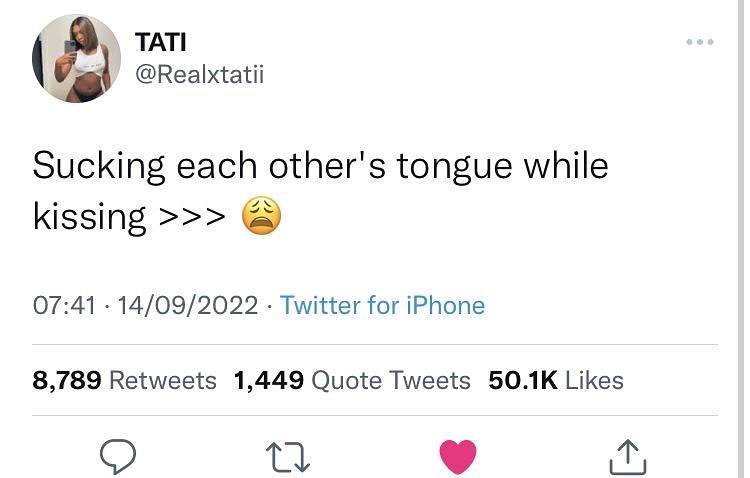 TATI
@Realxtatii
Sucking each other's tongue while
kissing >>> 😩
07:41 · 14/09/2022 · Twitter for iPhone
8,789 Retweets 1,449 Quote Tweets 50.1K Likes